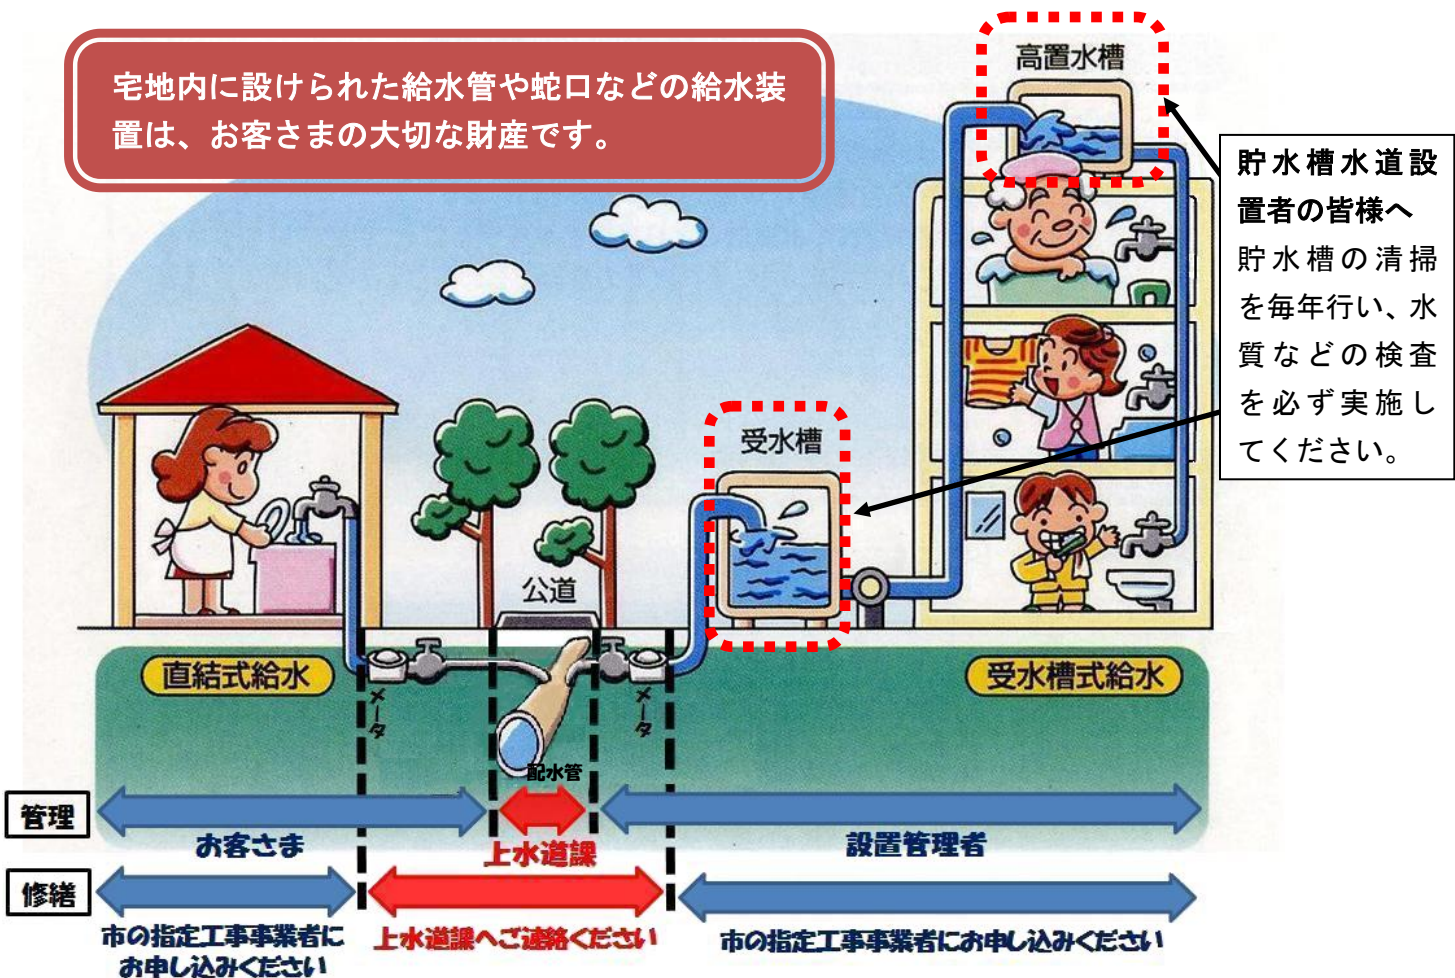 宅地内に設けられた給水管や蛇口などの給水装
置は、お客さまの大切な財産です。
高置水槽
貯水槽水道設
置者の皆様へ
貯水槽の清掃
を毎年行い、水
質などの検査
を必ず実施し
てください。
受水槽
公道
直結式給水
メータ
メータ
受水槽式給水
配水管
管理
お客さま
上水道課
設置管理者
修繕
市の指定工事事業者に
お申し込みください
上水道課へご連絡ください
市の指定工事事業者にお申し込みください